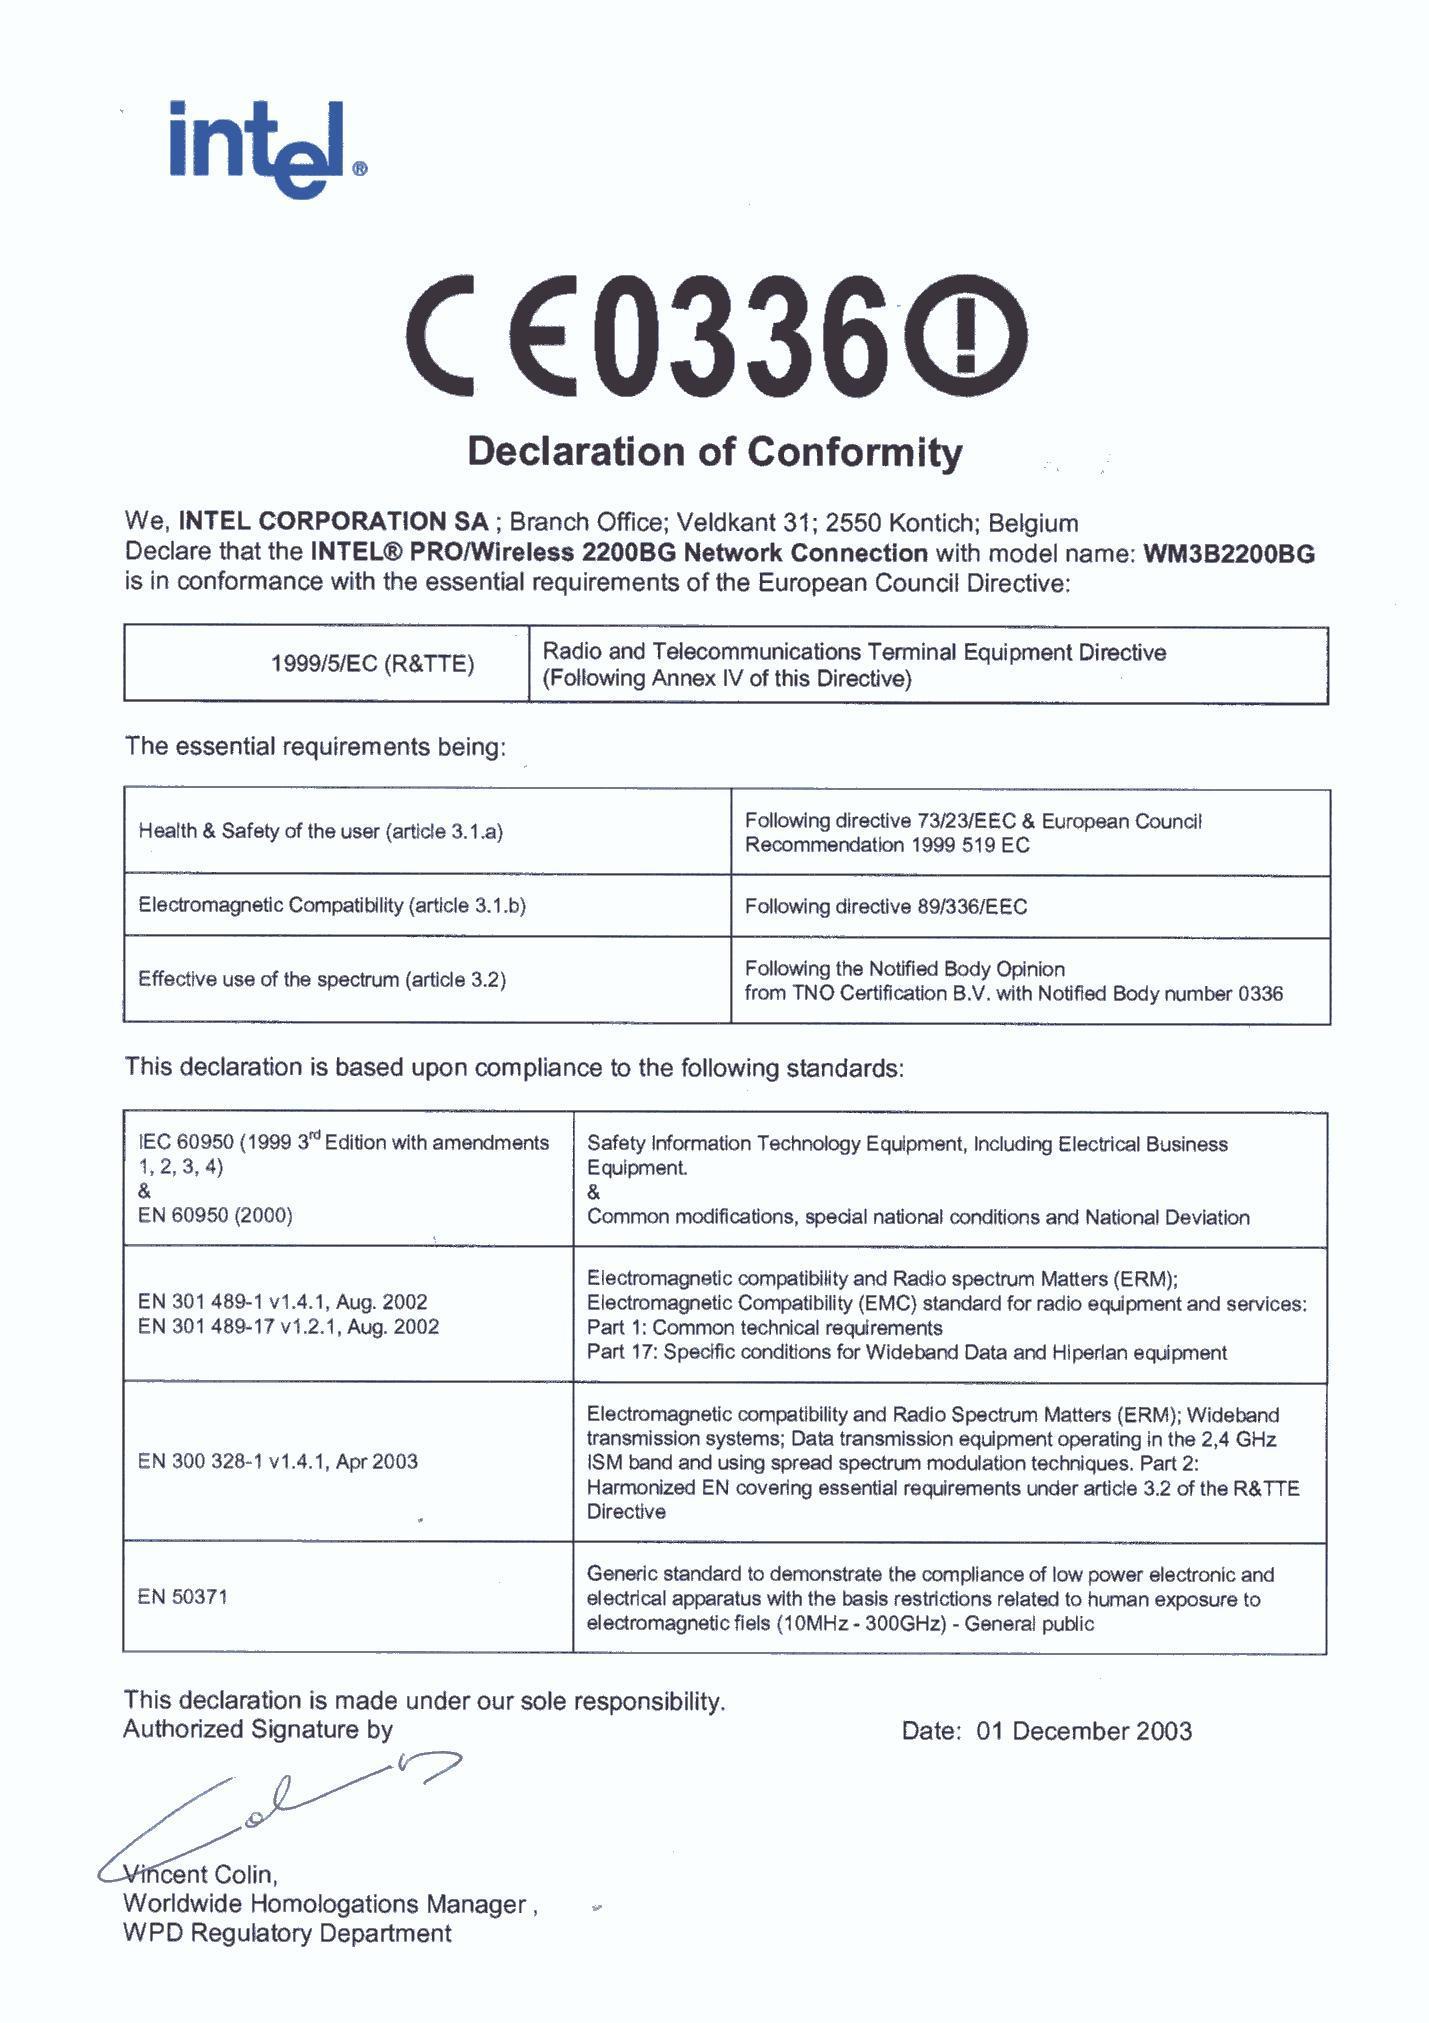 intel®
CE0336
Declaration of Conformity
We, INTEL CORPORATION SA ; Branch Office; Veldkant 31; 2550 Kontich; Belgium
Declare that the INTEL® PRO/Wireless 2200BG Network Connection with model name: WM3B2200BG
is in conformance with the essential requirements of the European Council Directive:
1999/5/EC (R&TTE)
Radio and Telecommunications Terminal Equipment Directive
(Following Annex IV of this Directive)
The essential requirements being:
Health & Safety of the user (article 3.1.a)
Following directive 73/23/EEC & European Council
Recommendation 1999 519 EC
Electromagnetic Compatibility (article 3.1.b)
Following directive 89/336/EEC
Effective use of the spectrum (article 3.2)
Following the Notified Body Opinion
from TNO Certification B.V. with Notified Body number 0336
This declaration is based upon compliance to the following standards:
IEC 60950 (1999 3rd Edition with amendments
1, 2, 3, 4)
&
EN 60950 (2000)
Safety Information Technology Equipment, Including Electrical Business
Equipment.
&
Common modifications, special national conditions and National Deviation
EN 301 489-1 v1.4.1, Aug. 2002
EN 301 489-17 v1.2.1, Aug. 2002
Electromagnetic compatibility and Radio spectrum Matters (ERM);
Electromagnetic Compatibility (EMC) standard for radio equipment and services:
Part 1: Common technical requirements
Part 17: Specific conditions for Wideband Data and Hiperlan equipment
EN 300 328-1 v1.4.1, Apr 2003
Electromagnetic compatibility and Radio Spectrum Matters (ERM); Wideband
transmission systems; Data transmission equipment operating in the 2,4 GHz
ISM band and using spread spectrum modulation techniques. Part 2:
Harmonized EN covering essential requirements under article 3.2 of the R&TTE
Directive
EN 50371
Generic standard to demonstrate the compliance of low power electronic and
electrical apparatus with the basis restrictions related to human exposure to
electromagnetic fiels (10MHz - 300GHz) - General public
This declaration is made under our sole responsibility.
Authorized Signature by
Date: 01 December 2003
Vincent Colin,
Worldwide Homologations Manager ,
WPD Regulatory Department